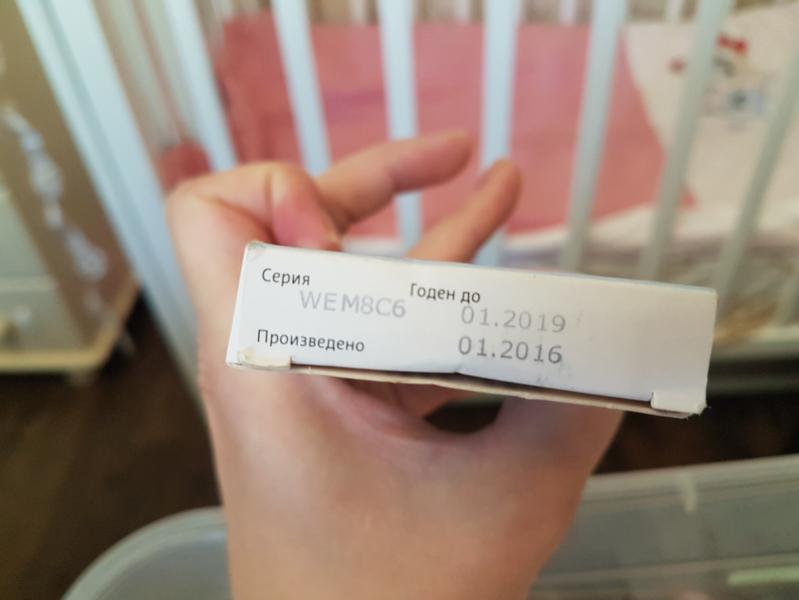 Серия Годен до
WEM8C6 01.2019
Произведено 01.2016